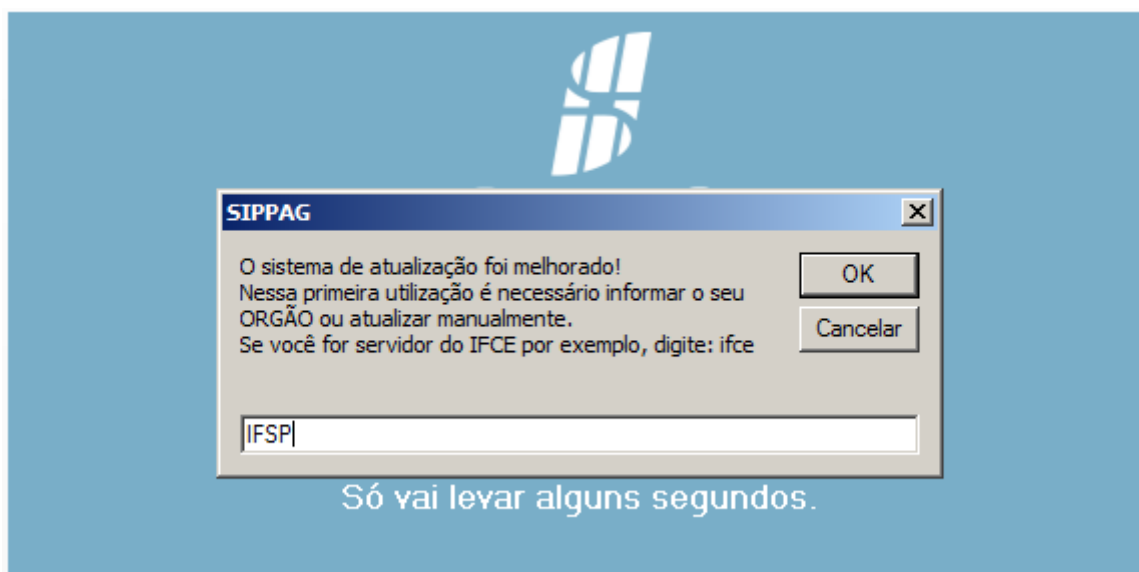 SIPPAG
O sistema de atualização foi melhorado!
Nessa primeira utilização é necessário informar o seu
ORGÃO ou atualizar manualmente.
Se você for servidor do IFCE por exemplo, digite: ifce
OK
Cancelar
IFSP
Só vai levar alguns segundos.